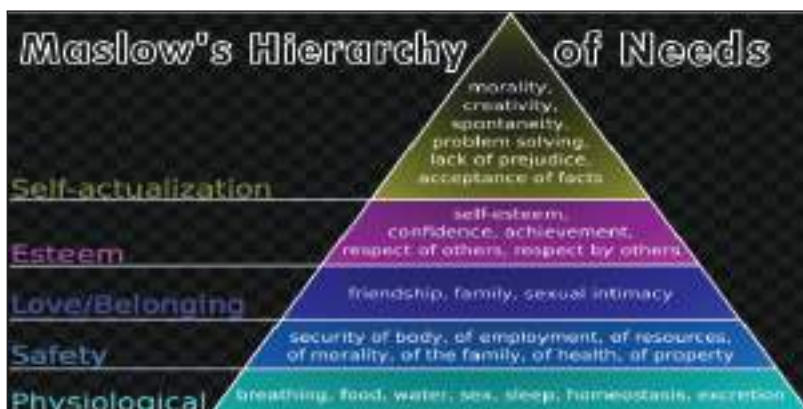 Maslow's Hierarchy of Needs
morality,
creativity,
spontaneity,
problem solving,
lack of prejudice,
acceptance of facts
Self-actualization
self-esteem,
confidence, achievement,
respect of others, respect by others
Esteem
friendship, family, sexual intimacy
Love/Belonging
security of body, of employment, of resources,
of morality, of the family, of health, of property
Safety
breathing, food, water, sex, sleep, homeostasis, excretion
Physiological